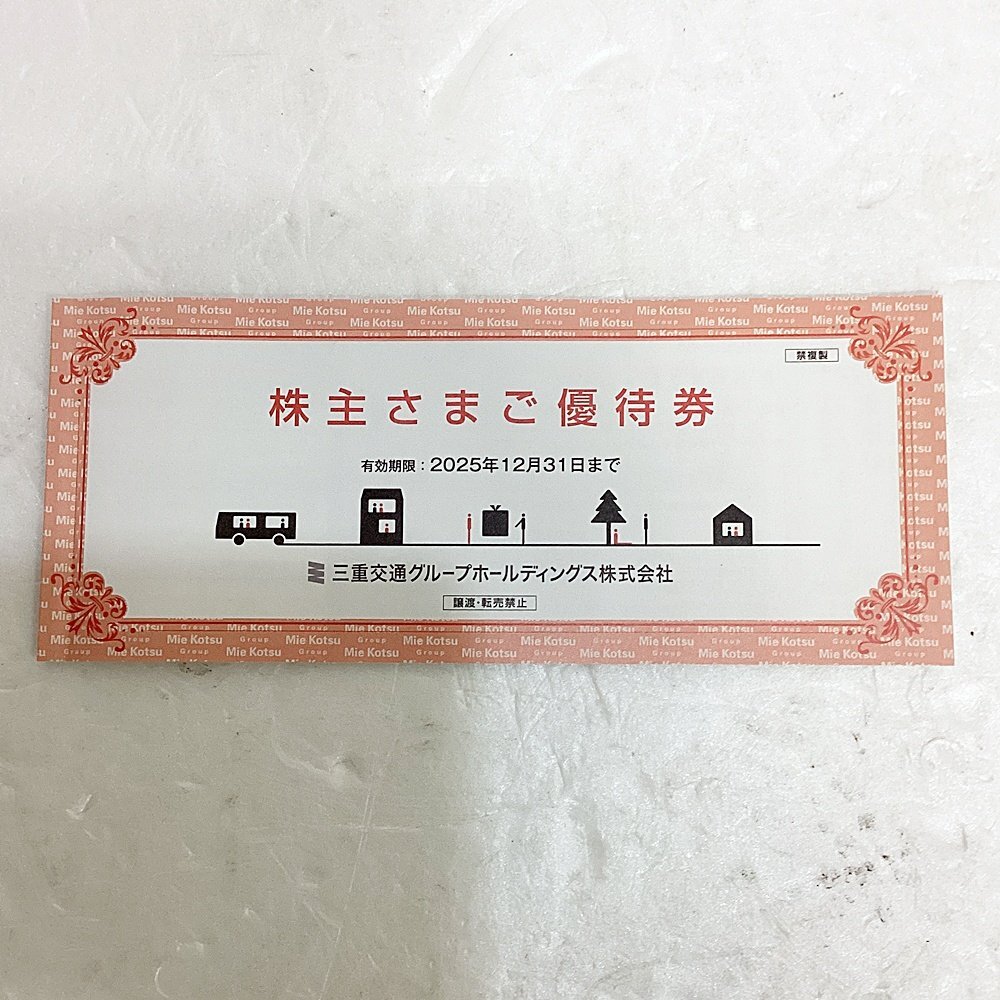 Mie Kotsu Group
禁複製
株主さまご優待券
有効期限：2025年12月31日まで
三重交通グループホールディングス株式会社
譲渡・転売禁止
Mie Kotsu Group